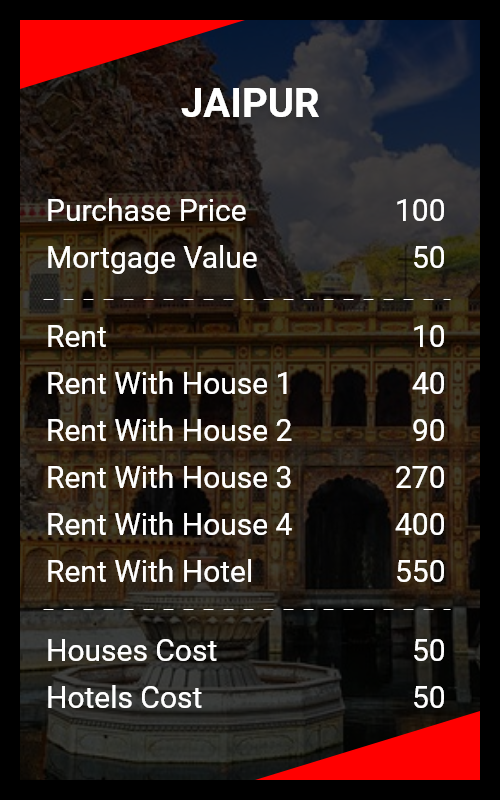 JAIPUR
Purchase Price 100
Mortgage Value 50
Rent 10
Rent With House 1 40
Rent With House 2 90
Rent With House 3 270
Rent With House 4 400
Rent With Hotel 550
Houses Cost 50
Hotels Cost 50